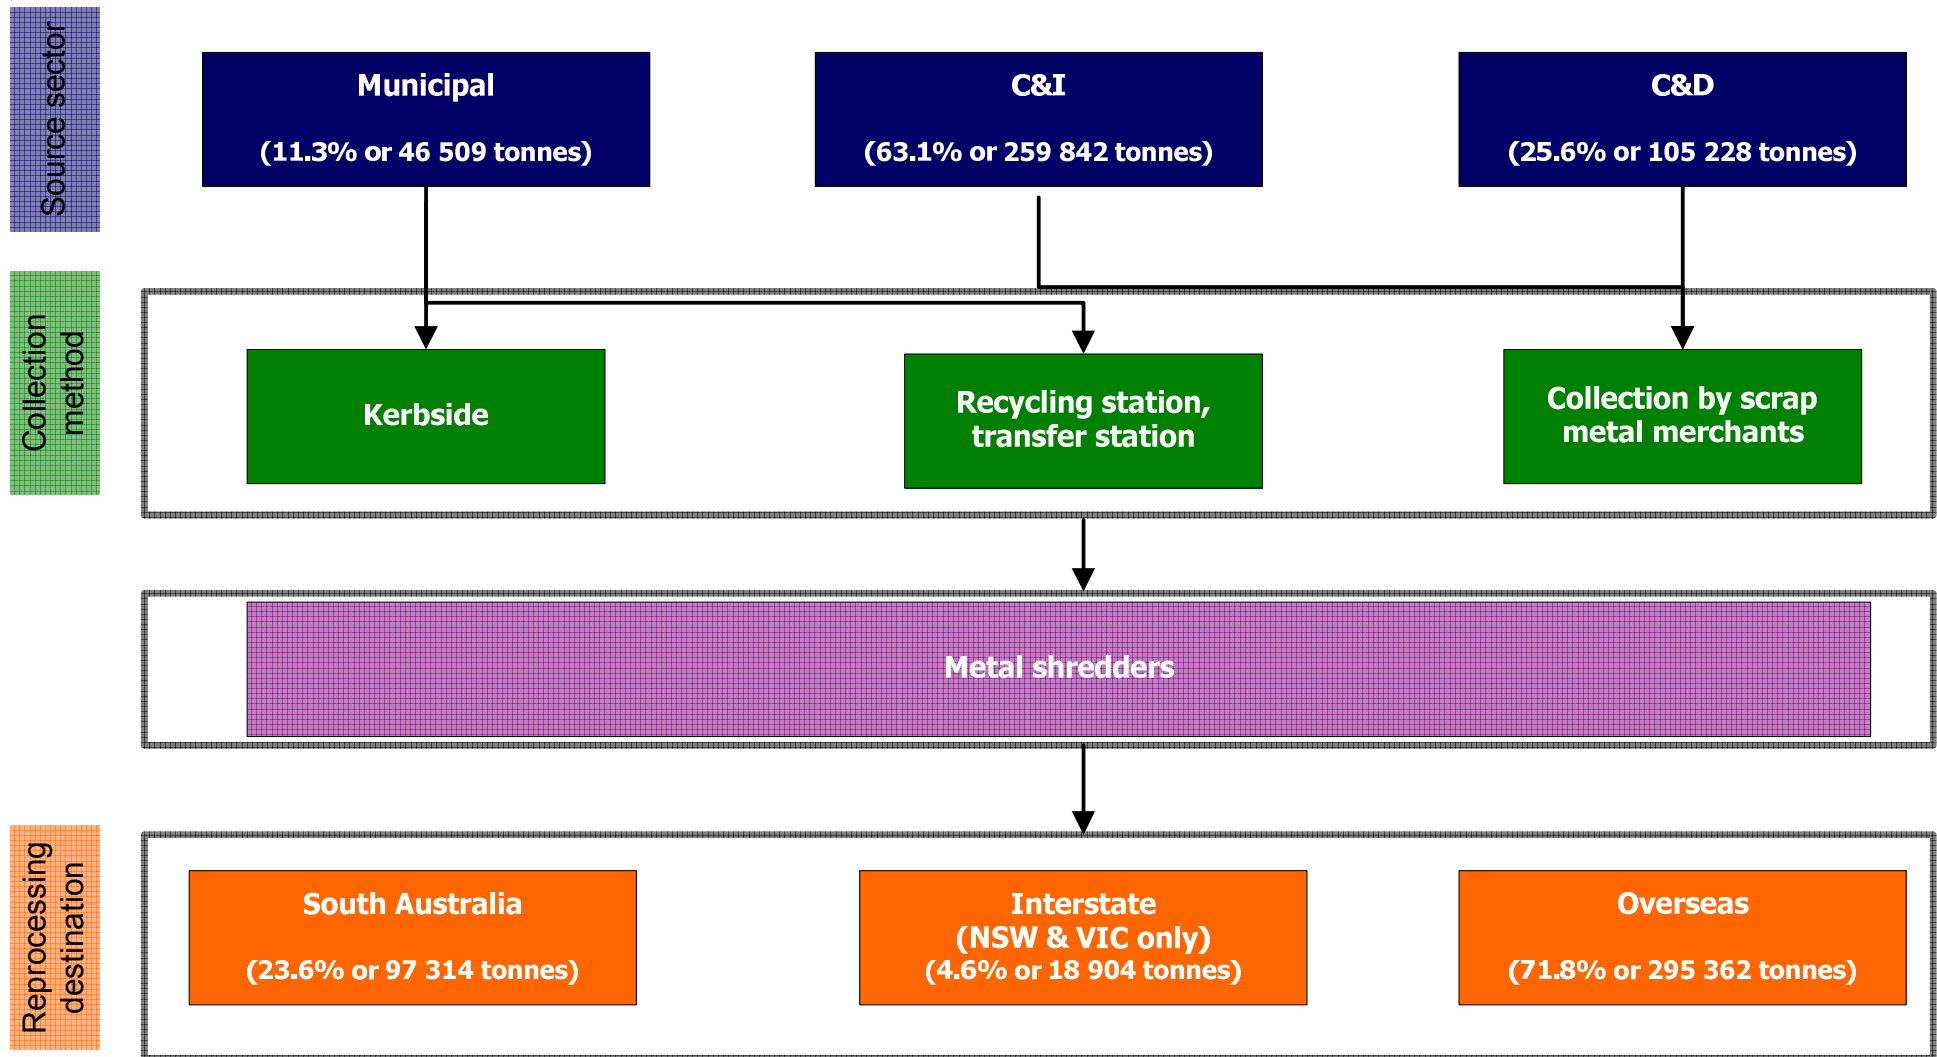 Source sector
Municipal
(11.3% or 46 509 tonnes)
C&I
(63.1% or 259 842 tonnes)
C&D
(25.6% or 105 228 tonnes)
Collection
method
Kerbside
Recycling station,
transfer station
Collection by scrap
metal merchants
Metal shredders
Reprocessing
destination
South Australia
(23.6% or 97 314 tonnes)
Interstate
(NSW & VIC only)
(4.6% or 18 904 tonnes)
Overseas
(71.8% or 295 362 tonnes)